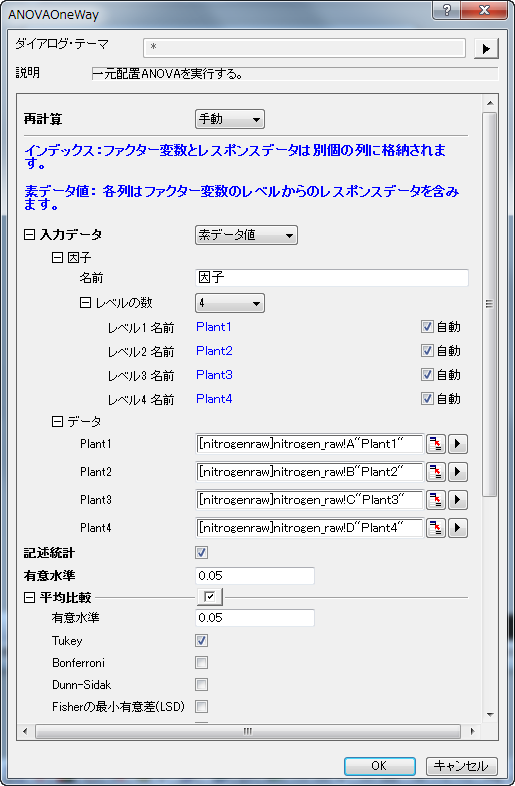 ANOVAOneWay
ダイアログ・テーマ *
説明 一元配置ANOVAを実行する。
再計算 手動
インデックス：ファクター変数とレスポンスデータは別個の列に格納されま
す。
素データ値： 各列はファクター変数のレベルからのレスポンスデータを含み
ます。
入力データ 素データ値
因子
名前 因子
レベルの数 4
レベル1 名前 Plant1 自動
レベル2 名前 Plant2 自動
レベル3 名前 Plant3 自動
レベル4 名前 Plant4 自動
データ
Plant1 [nitrogenraw]nitrogen_raw!A"Plant1"
Plant2 [nitrogenraw]nitrogen_raw!B"Plant2"
Plant3 [nitrogenraw]nitrogen_raw!C"Plant3"
Plant4 [nitrogenraw]nitrogen_raw!D"Plant4"
記述統計
有意水準 0.05
平均比較
有意水準 0.05
Tukey
Bonferroni
Dunn-Sidak
Fisherの最小有意差(LSD)
OK キャンセル